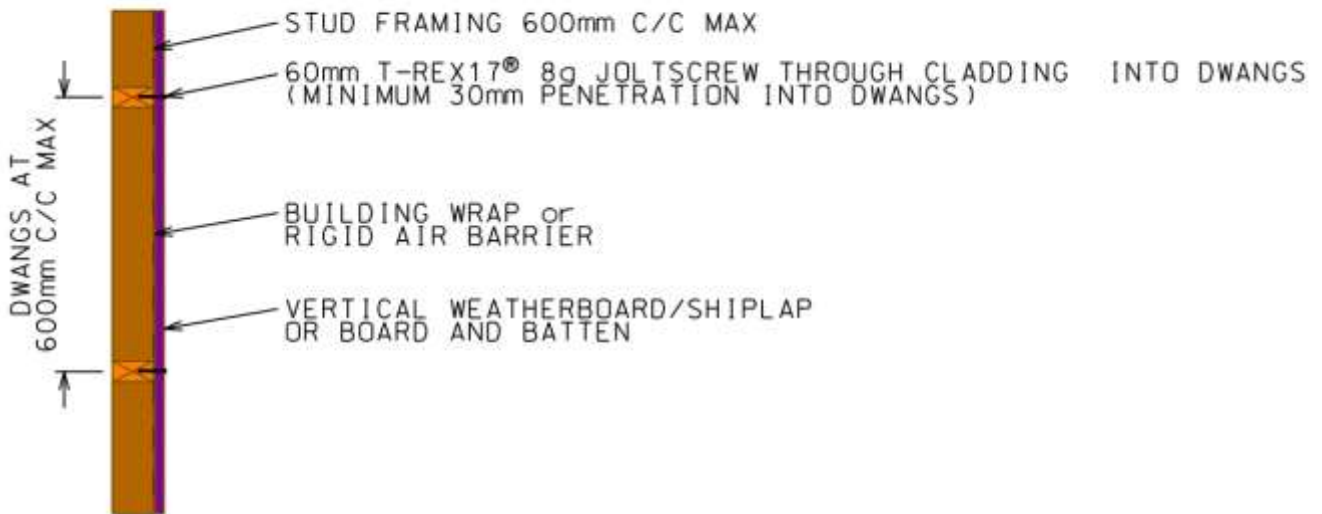 STUD FRAMING 600mm C/C MAX
60mm T-REX17® 8g JOLTSCREW THROUGH CLADDING INTO DWANGS
(MINIMUM 30mm PENETRATION INTO DWANGS)
DWANGS AT
600mm C/C MAX
BUILDING WRAP or
RIGID AIR BARRIER
VERTICAL WEATHERBOARD/SHIPLAP
OR BOARD AND BATTEN